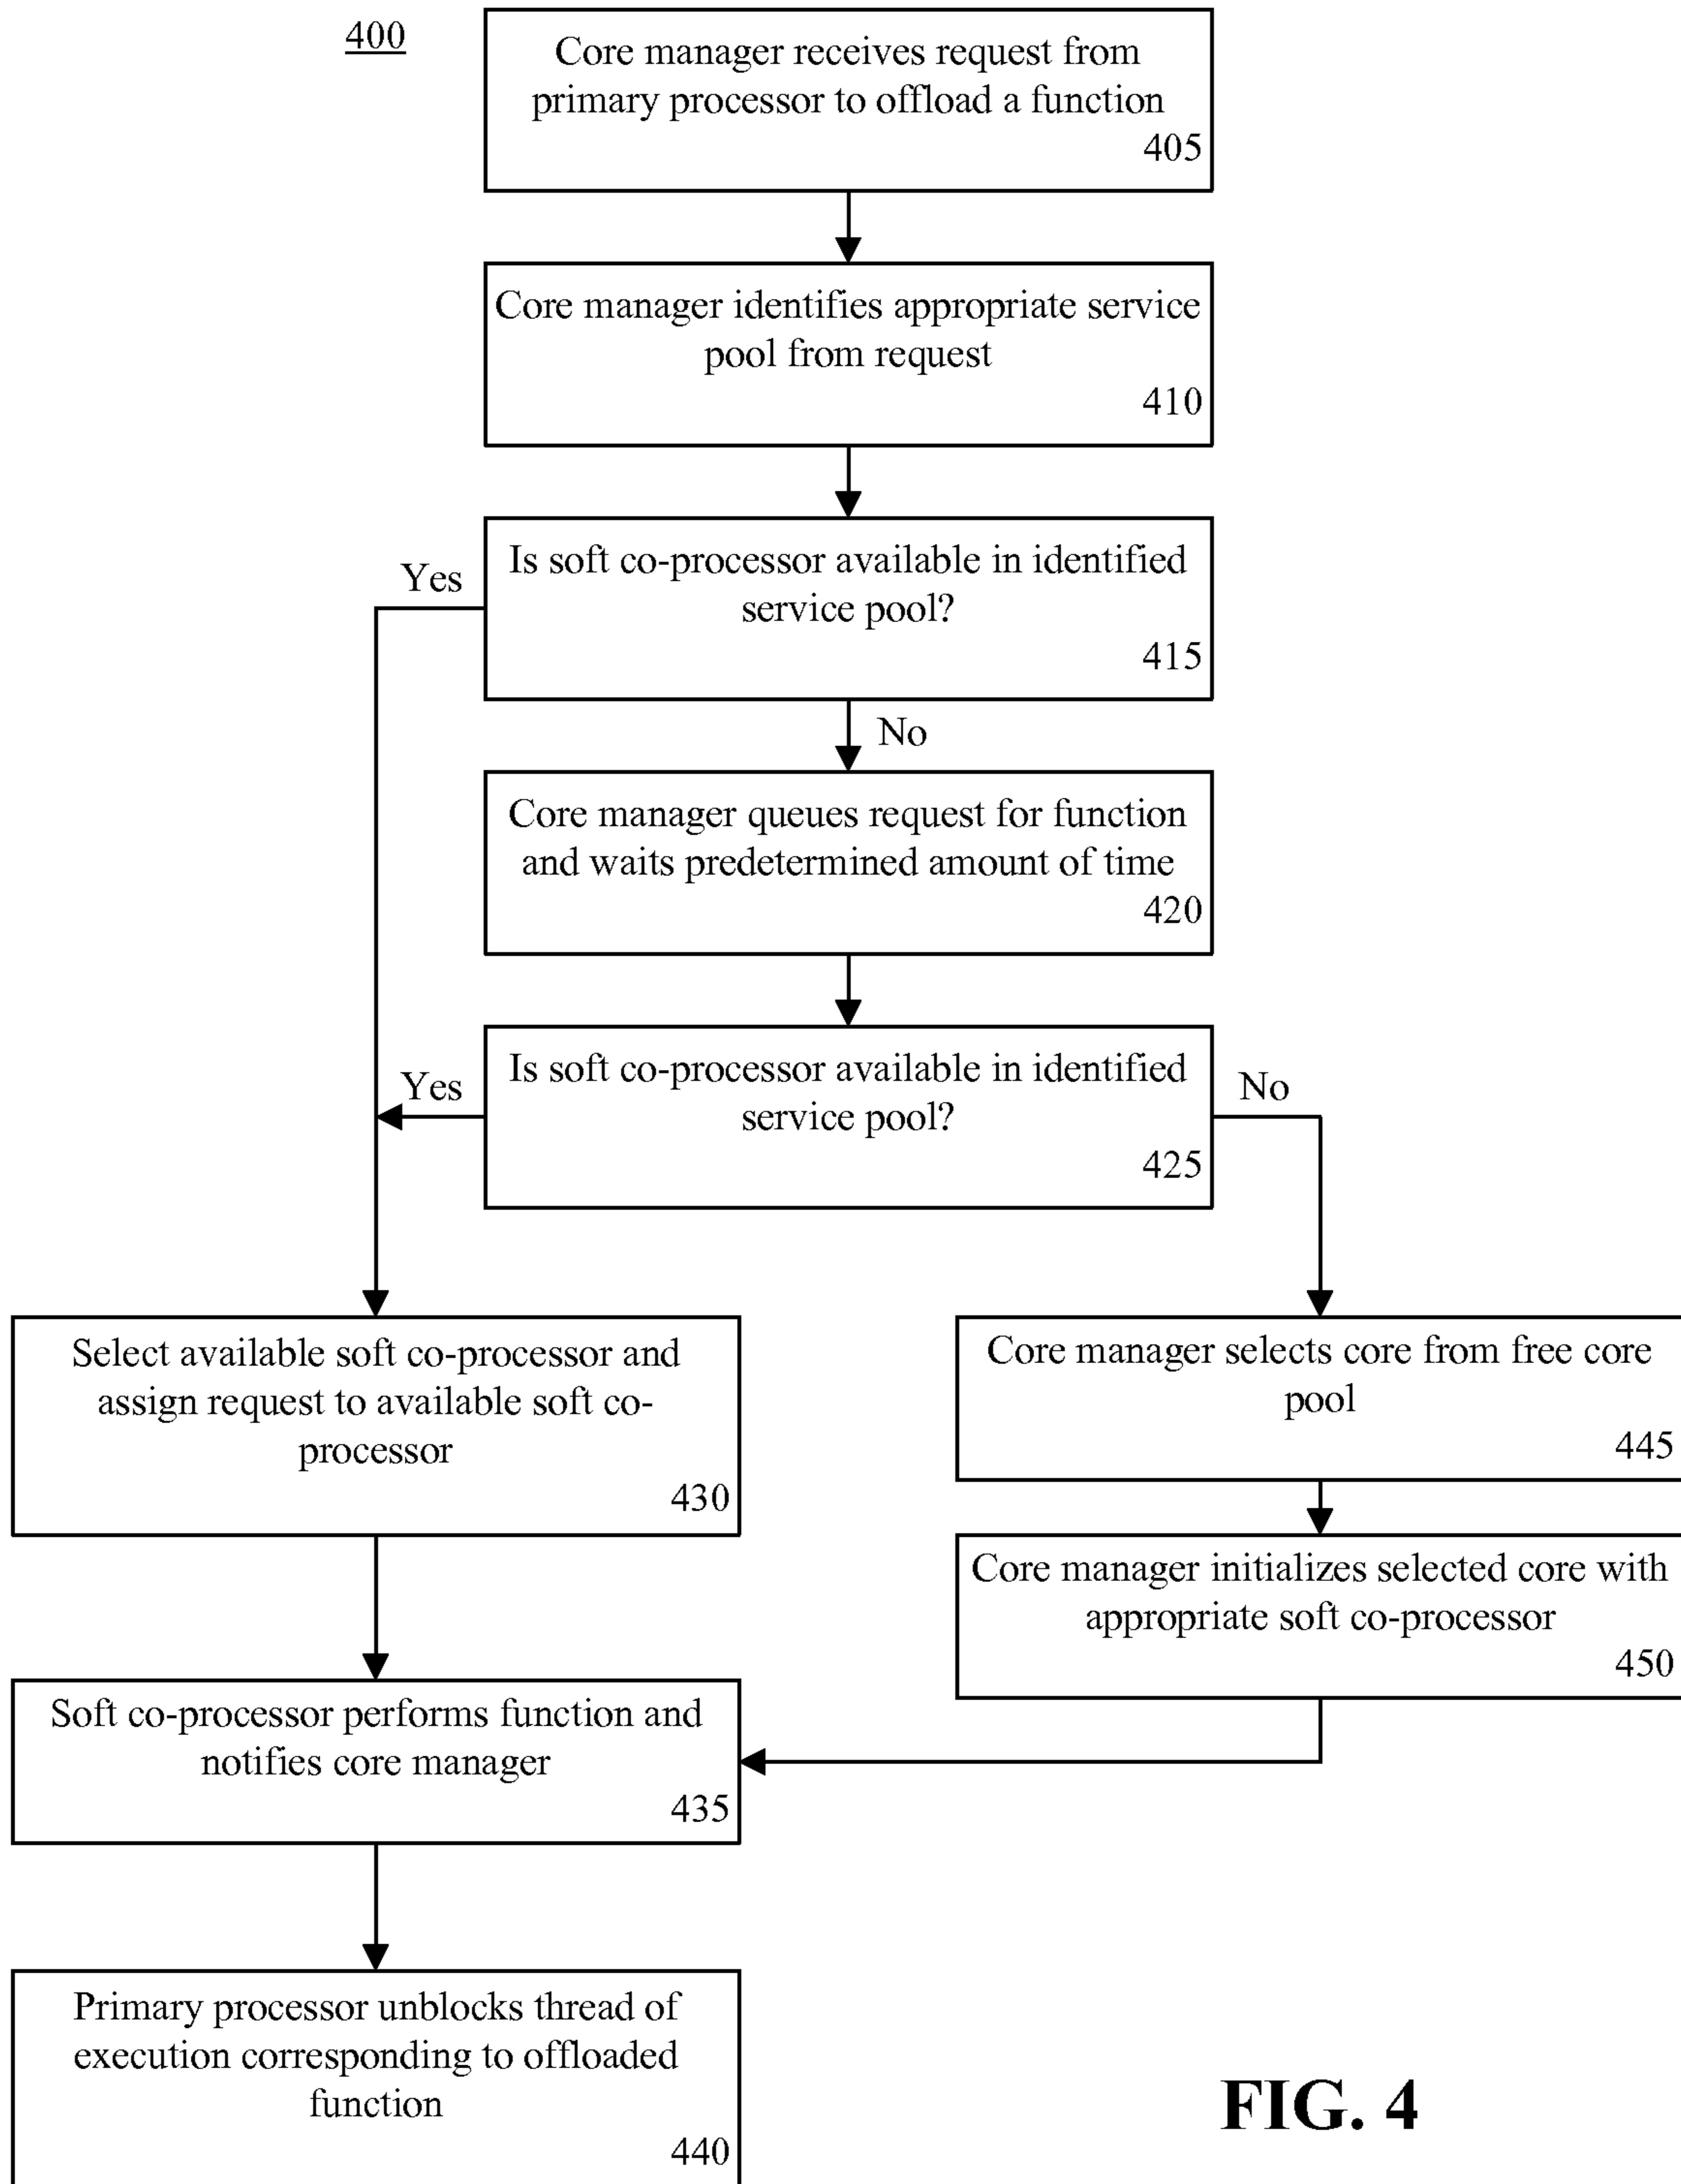 400
Core manager receives request from
primary processor to offload a function
405
Core manager identifies appropriate service
pool from request
410
Is soft co-processor available in identified
service pool?
415
Yes
No
Core manager queues request for function
and waits predetermined amount of time
420
Is soft co-processor available in identified
service pool?
425
Yes
No
Select available soft co-processor and
assign request to available soft co-
processor
430
Core manager selects core from free core
pool
445
Core manager initializes selected core with
appropriate soft co-processor
450
Soft co-processor performs function and
notifies core manager
435
Primary processor unblocks thread of
execution corresponding to offloaded
function
440
FIG. 4